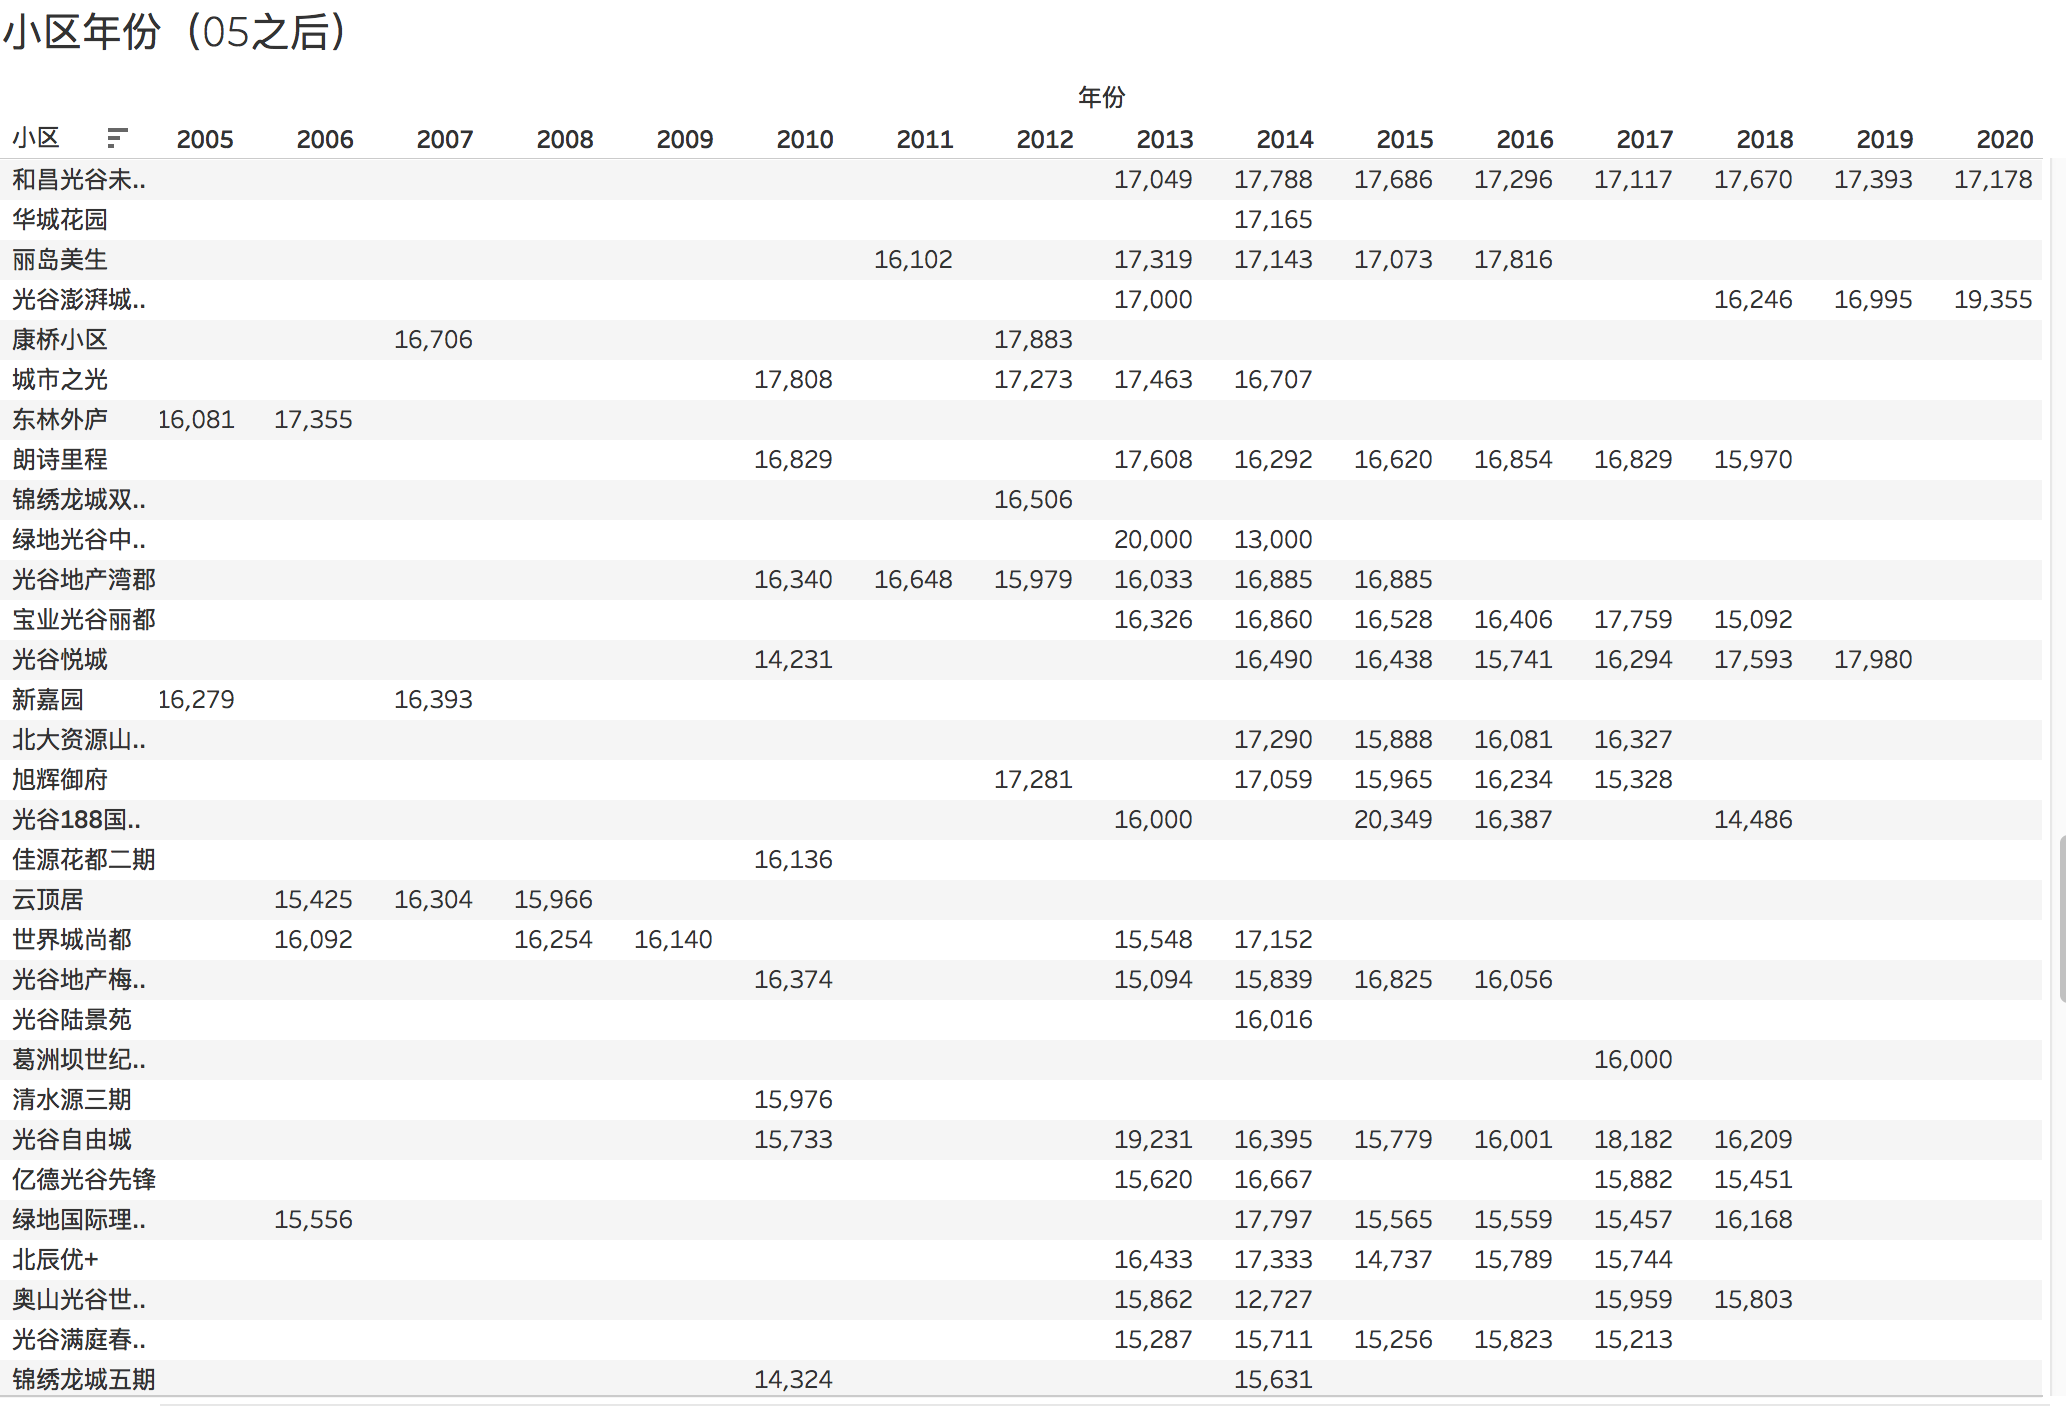 小区年份（05之后）
年份
小区 2005 2006 2007 2008 2009 2010 2011 2012 2013 2014 2015 2016 2017 2018 2019 2020
和昌光谷未.. 17,049 17,788 17,686 17,296 17,117 17,670 17,393 17,178
华城花园 17,165
丽岛美生 16,102 17,319 17,143 17,073 17,816
光谷澎湃城.. 17,000 16,246 16,995 19,355
康桥小区 16,706 17,883
城市之光 17,808 17,273 17,463 16,707
东林外庐 16,081 17,355
朗诗里程 16,829 17,608 16,292 16,620 16,854 16,829 15,970
锦绣龙城双.. 16,506
绿地光谷中.. 20,000 13,000
光谷地产湾郡 16,340 16,648 15,979 16,033 16,885 16,885
宝业光谷丽都 16,326 16,860 16,528 16,406 17,759 15,092
光谷悦城 14,231 16,490 16,438 15,741 16,294 17,593 17,980
新嘉园 16,279 16,393
北大资源山.. 17,290 15,888 16,081 16,327
旭辉御府 17,281 17,059 15,965 16,234 15,328
光谷188国.. 16,000 20,349 16,387 14,486
佳源花都二期 16,136
云顶居 15,425 16,304 15,966
世界城尚都 16,092 16,254 16,140 15,548 17,152
光谷地产梅.. 16,374 15,094 15,839 16,825 16,056
光谷陆景苑 16,016
葛洲坝世纪.. 16,000
清水源三期 15,976
光谷自由城 15,733 19,231 16,395 15,779 16,001 18,182 16,209
亿德光谷先锋 15,620 16,667 15,882 15,451
绿地国际理.. 15,556 17,797 15,565 15,559 15,457 16,168
北辰优+ 16,433 17,333 14,737 15,789 15,744
奥山光谷世.. 15,862 12,727 15,959 15,803
光谷满庭春.. 15,287 15,711 15,256 15,823 15,213
锦绣龙城五期 14,324 15,631